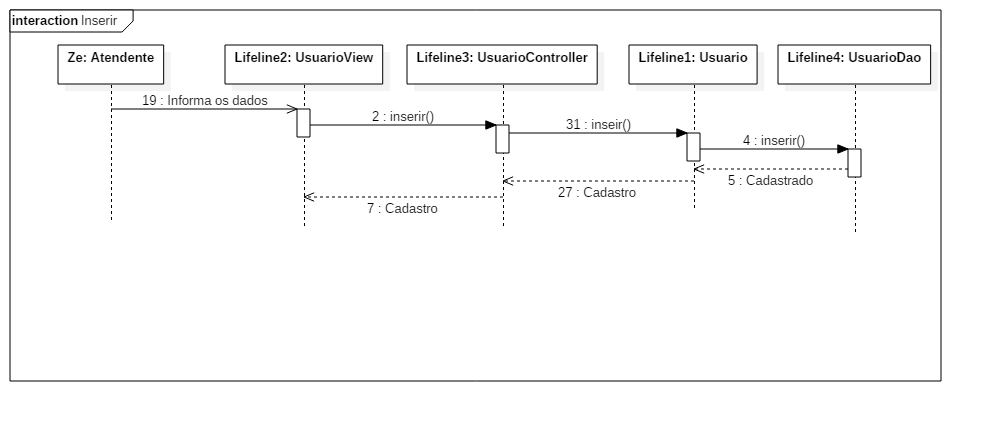 interaction Inserir
Ze: Atendente
Lifeline2: UsuarioView
Lifeline3: UsuarioController
Lifeline1: Usuario
Lifeline4: UsuarioDao
19 : Informa os dados
2 : inserir()
31 : inseir()
4 : inserir()
5 : Cadastrado
27 : Cadastro
7 : Cadastro